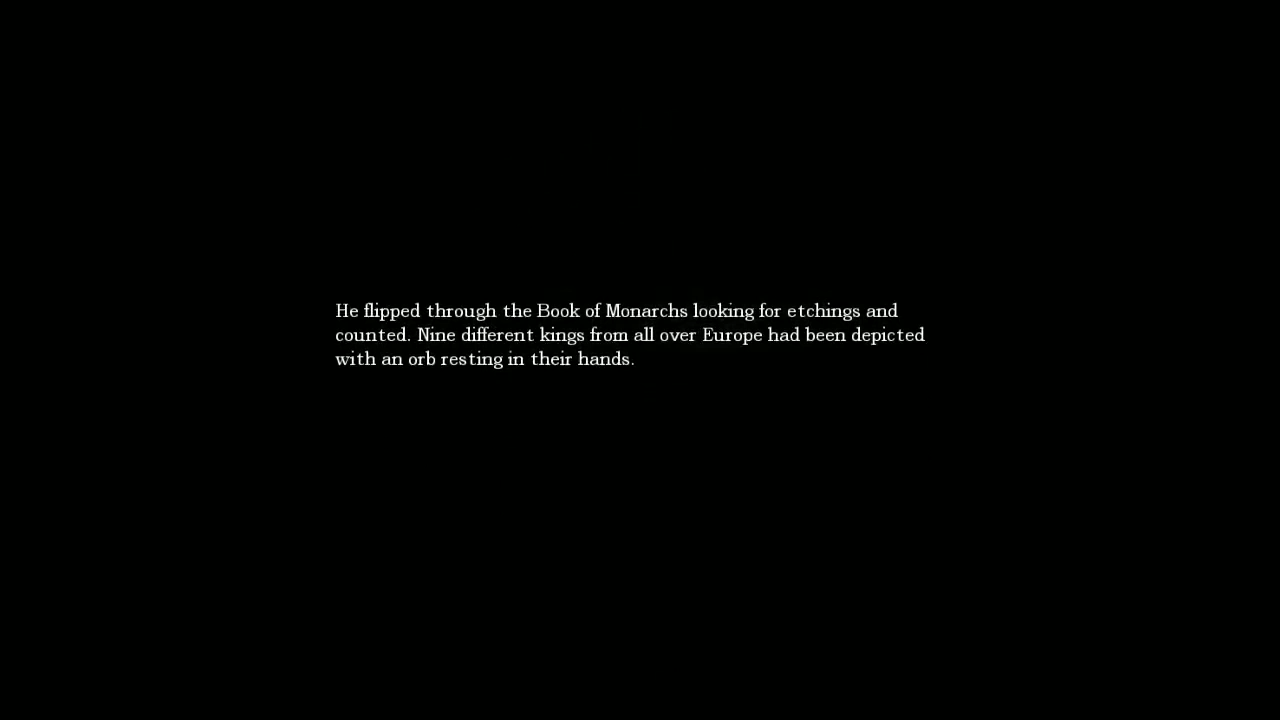 He flipped through the Book of Monarchs looking for etchings and
counted. Nine different kings from all over Europe had been depicted
with an orb resting in their hands.